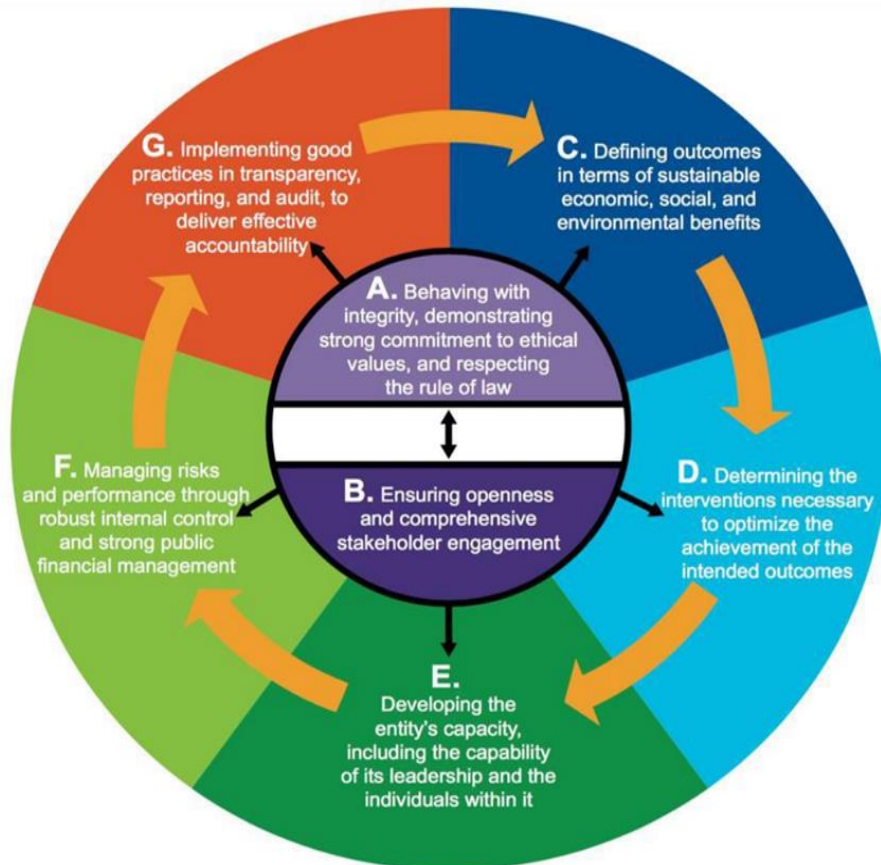 G. Implementing good
practices in transparency,
reporting, and audit, to
deliver effective
accountability
C. Defining outcomes
in terms of sustainable
economic, social, and
environmental benefits
A. Behaving with
integrity, demonstrating
strong commitment to ethical
values, and respecting
the rule of law
B. Ensuring openness
and comprehensive
stakeholder engagement
D. Determining the
interventions necessary
to optimize the
achievement of the
intended outcomes
E.
Developing the
entity's capacity,
including the capability
of its leadership and the
individuals within it
F. Managing risks
and performance through
robust internal control
and strong public
financial management